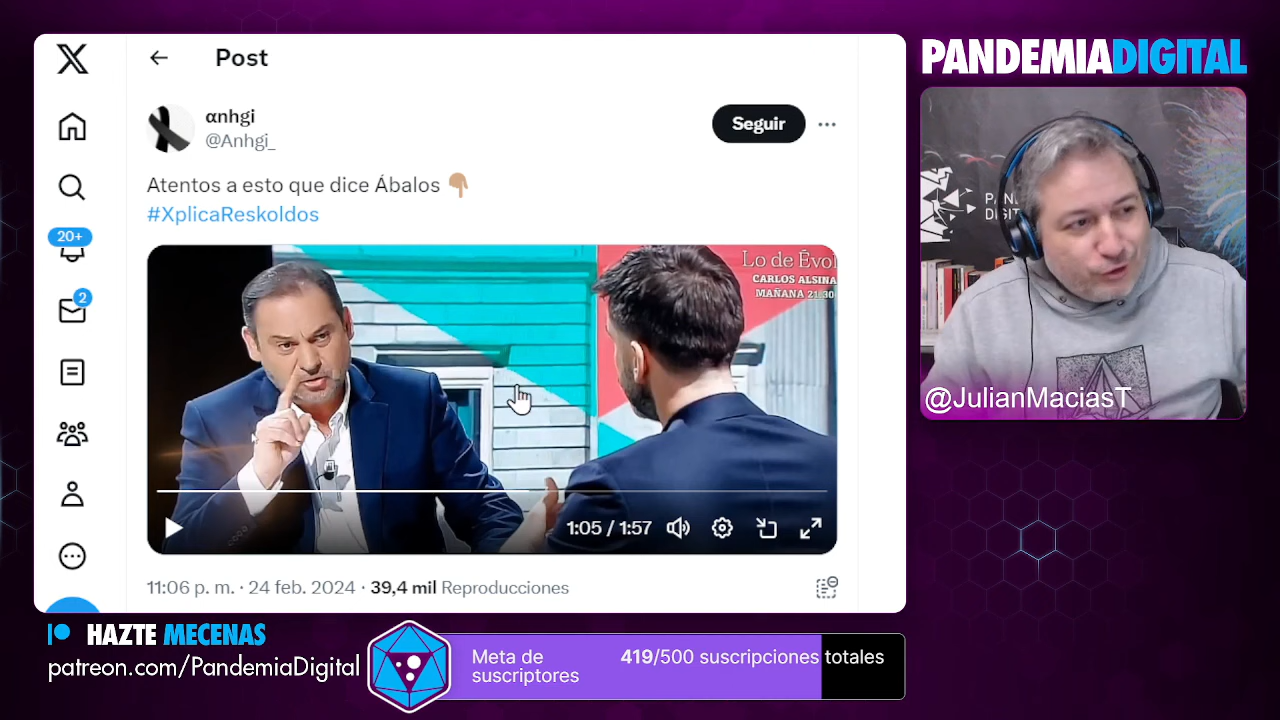 Post
αnhgi
@Anhgi_
Seguir
Atentos a esto que dice Ábalos
#XplicaReskoldos
20+
2
Lo de Évol
CARLOS ALSINA
MAÑANA 21:30
1:05 / 1:57
11:06 p. m. · 24 feb. 2024 · 39,4 mil Reproducciones
PANDEMIADIGITAL
PAN
DIGIT
@JulianMaciasT
HAZTE MECENAS
patreon.com/PandemiaDigital
Meta de
suscriptores
419/500 suscripciones totales